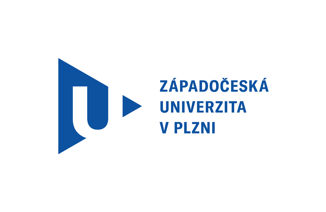 U
ZÁPADOČESKÁ
UNIVERZITA
V PLZNI